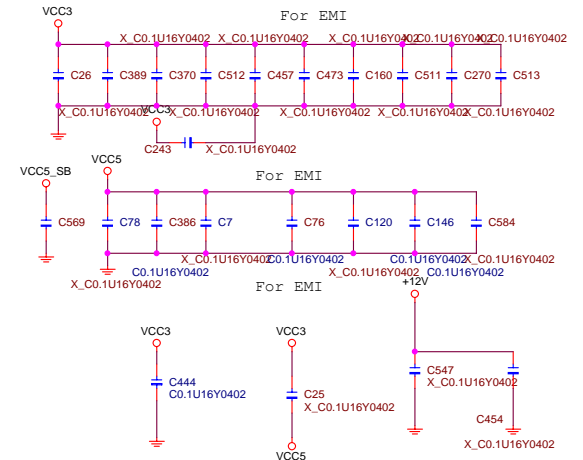 VCC3
For EMI
X_C0.1U16Y0402 X_C0.1U16Y0402 X_C0.1U16Y0402 X_C0.1U16Y0402 X_C0.1U16Y0402
C26 C389 C370 C512 C457 C473 C160 C511 C270 C513
X_C0.1U16Y0402 X_C0.1U16Y0402 X_C0.1U16Y0402 X_C0.1U16Y0402 X_C0.1U16Y0402
VCC3
C243 X_C0.1U16Y0402
VCC5
For EMI
VCC5_SB
C569 C78 C386 C7 C76 C120 C146 C584
X_C0.1U16Y0402 C0.1U16Y0402 C0.1U16Y0402 X_C0.1U16Y0402
C0.1U16Y0402 X_C0.1U16Y0402 C0.1U16Y0402
X_C0.1U16Y0402 X_C0.1U16Y0402
For EMI
+12V
VCC3 VCC3
C547
X_C0.1U16Y0402
C444
C0.1U16Y0402
C25
X_C0.1U16Y0402
C454
X_C0.1U16Y0402
VCC5